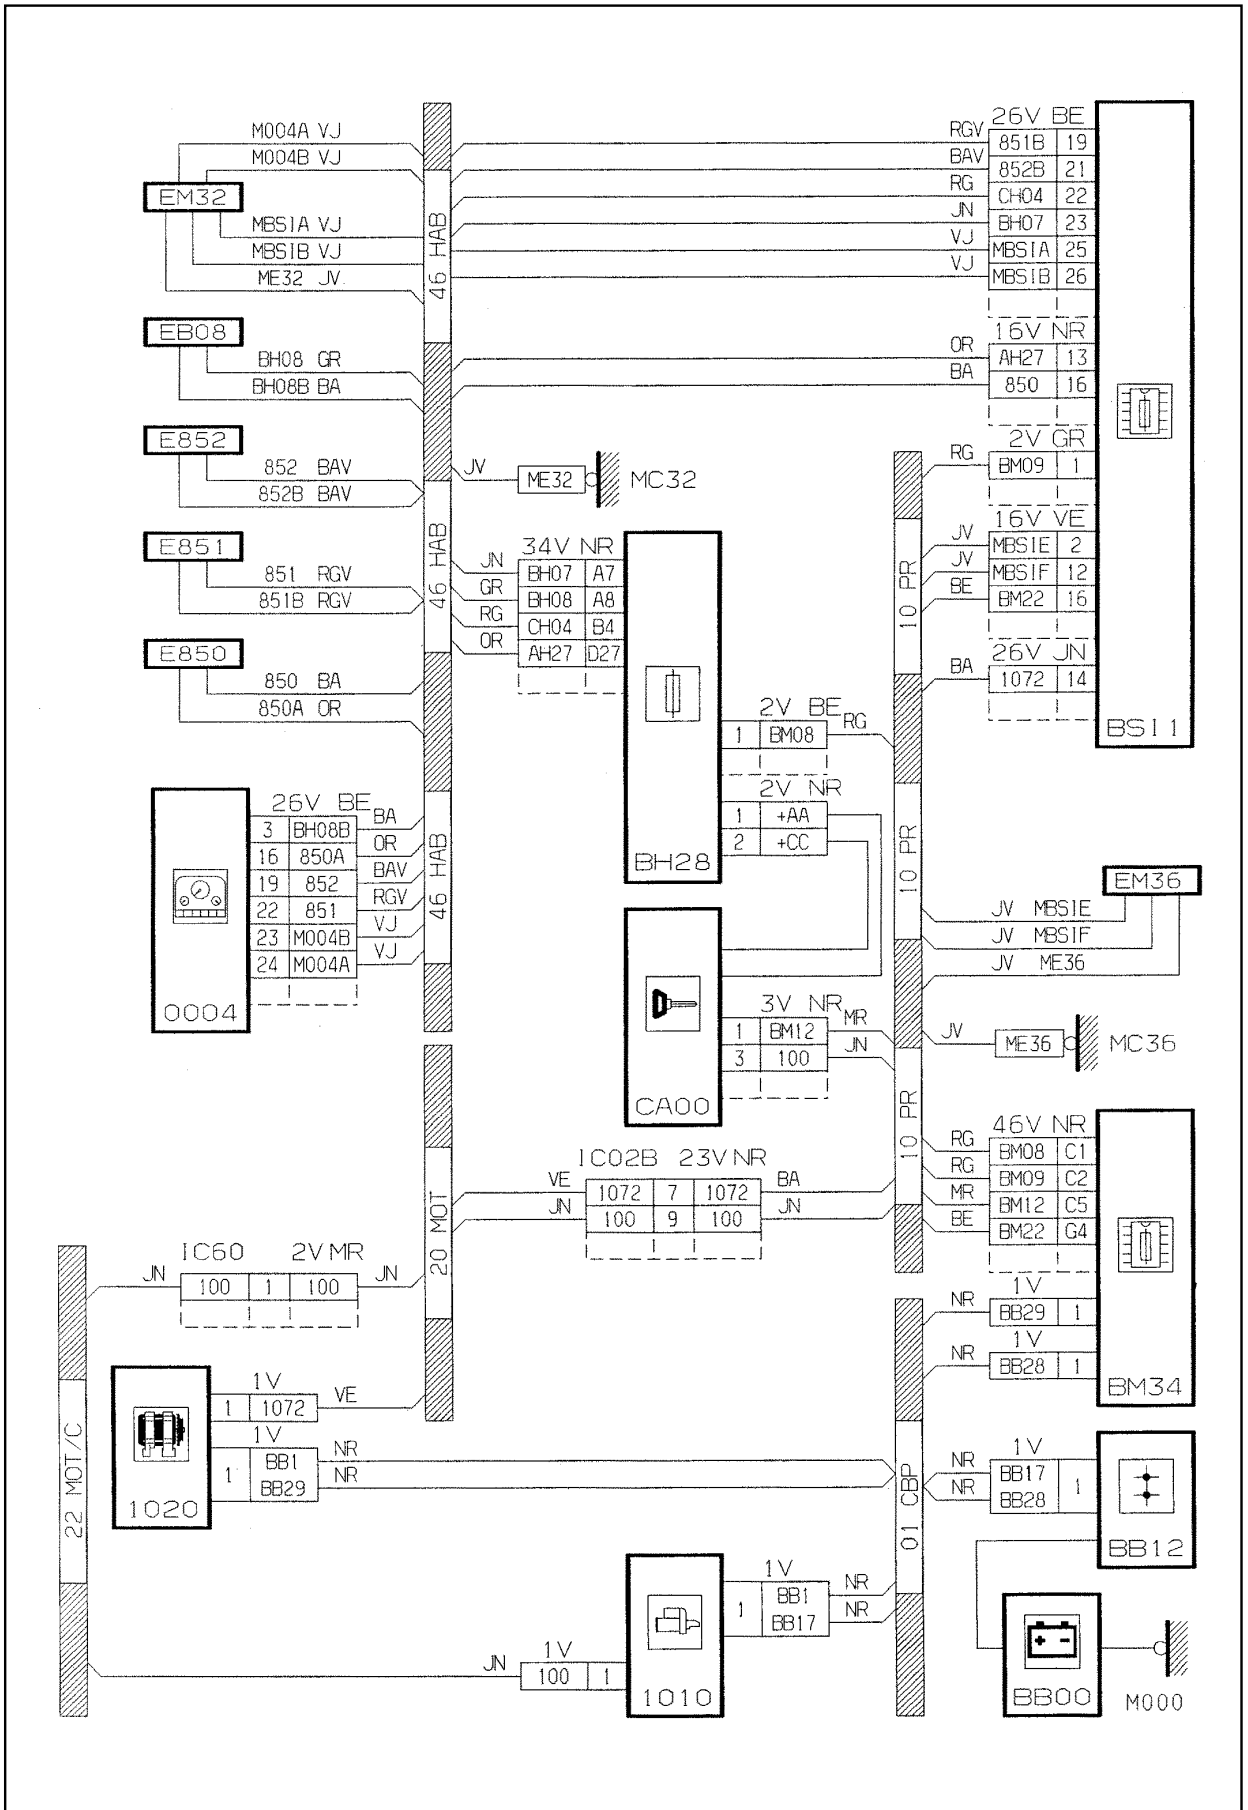 M004A VJ
M004B VJ
EM32
MBSIA VJ
MBSIB VJ
ME32 JV
EB08
BH08 GR
BH08B BA
E852
852 BAV
852B BAV
E851
851 RGV
851B RGV
E850
850 BA
850A OR
46 HAB
46 HAB
46 HAB
26V BE
3 BH08B BA
16 850A OR
19 852 BAV
22 851 RGV
23 M004B VJ
24 M004A VJ
0004
JV ME32 MC32
34V NR
JN BH07 A7
GR BH08 A8
RG CH04 B4
OR AH27 D27
2V BE
1 BM08 RG
2V NR
1 +AA
2 +CC
BH28
3V NR
1 BM12 MR
3 100 JN
CA00
26V BE
RGV 851B 19
BAV 852B 21
RG CH04 22
JN BH07 23
VJ MBSIA 25
VJ MBSIB 26
16V NR
OR AH27 13
BA 850 16
2V GR
RG BM09 1
16V VE
JV MBSIE 2
JV MBSIF 12
BE BM22 16
26V JN
BA 1072 14
BSI1
10 PR
10 PR
10 PR
EM36
JV MBSIE
JV MBSIF
JV ME36
JV ME36 MC36
46V NR
RG BM08 C1
RG BM09 C2
MR BM12 C5
BE BM22 G4
1V
NR BB29 1
1V
NR BB28 1
BM34
IC02B 23V NR
VE 1072 7 1072 BA
JN 100 9 100 JN
20 MOT
IC60 2V MR
JN 100 1 100 JN
22 MOT/C
1V
1 1072 VE
1V
1 BB1 NR
BB29 NR
1020
01 CBP
1V
NR BB17 1
NR BB28
BB12
1V
1 BB1 NR
BB17 NR
1V
JN 100 1
1010
BB00
M000